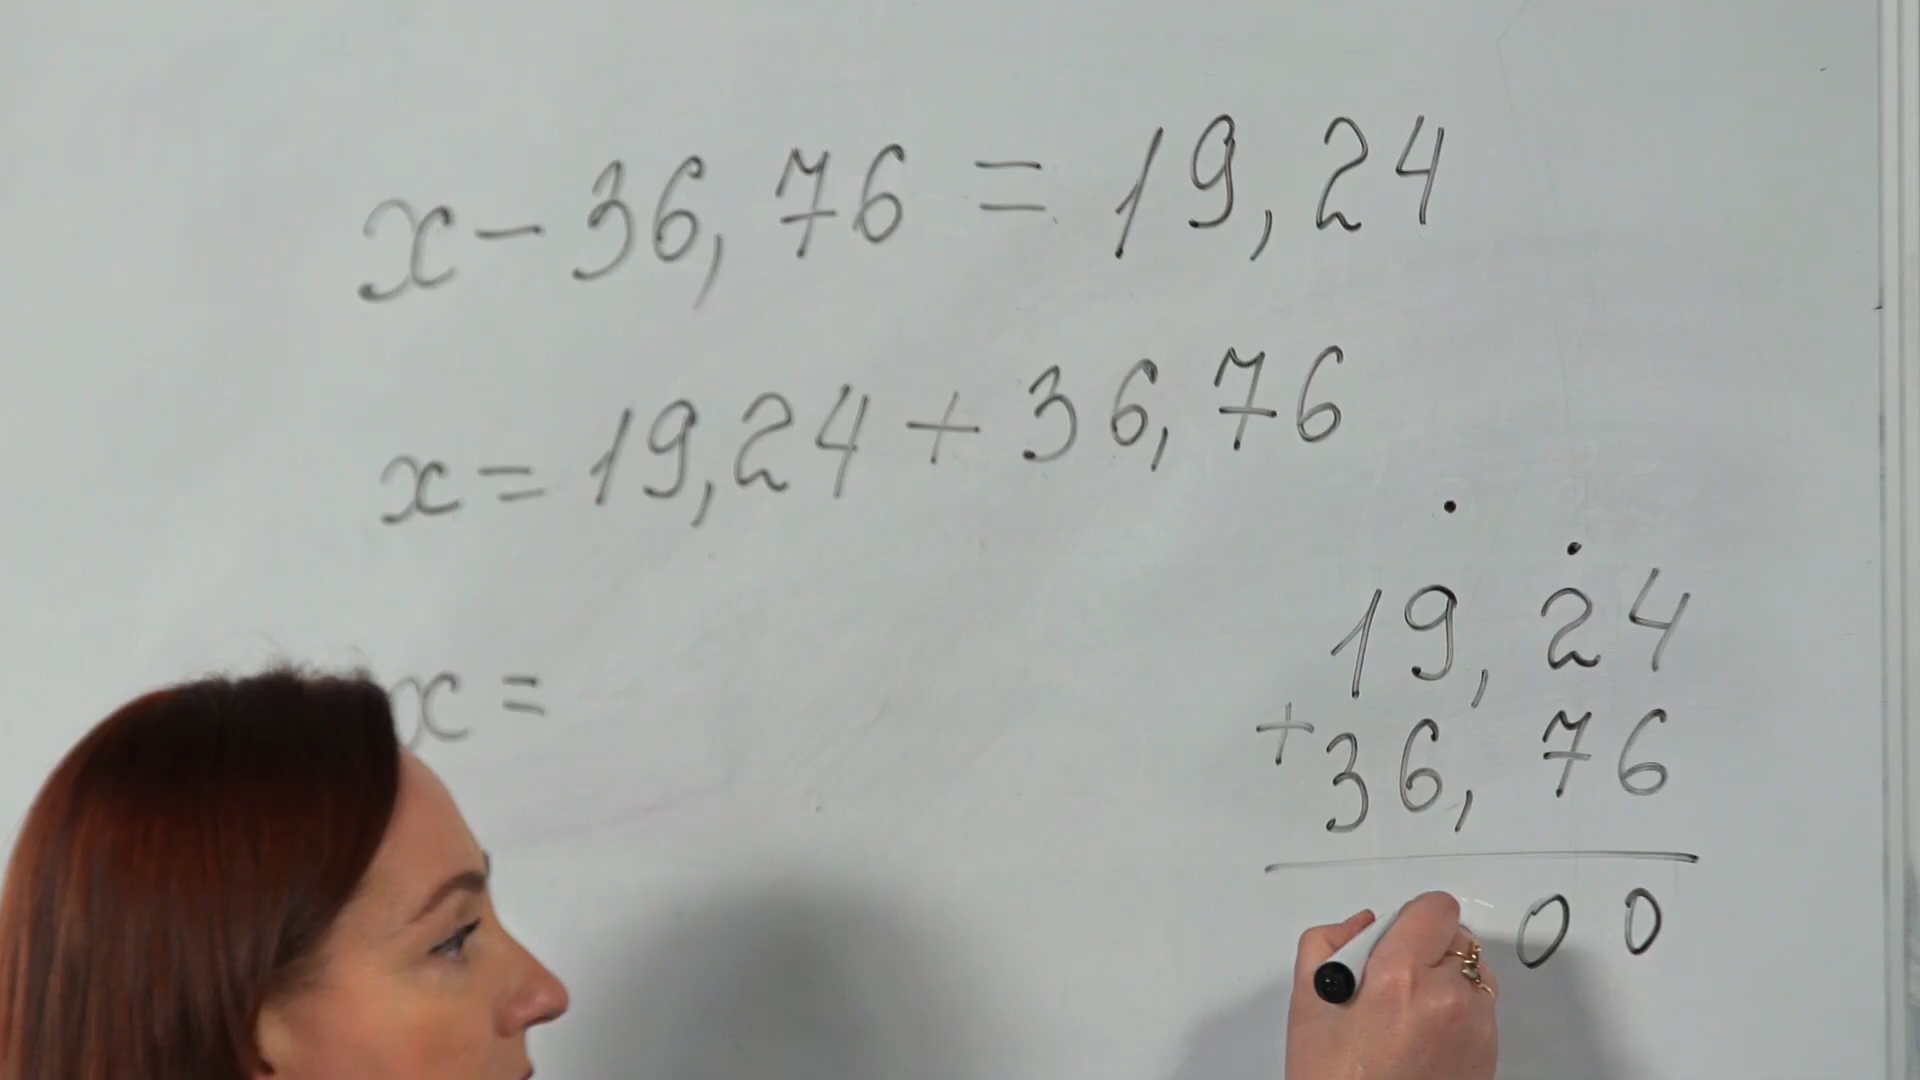 x - 36,76 = 19,24
x = 19,24 + 36,76
x =
19,24
+ 36,76
00